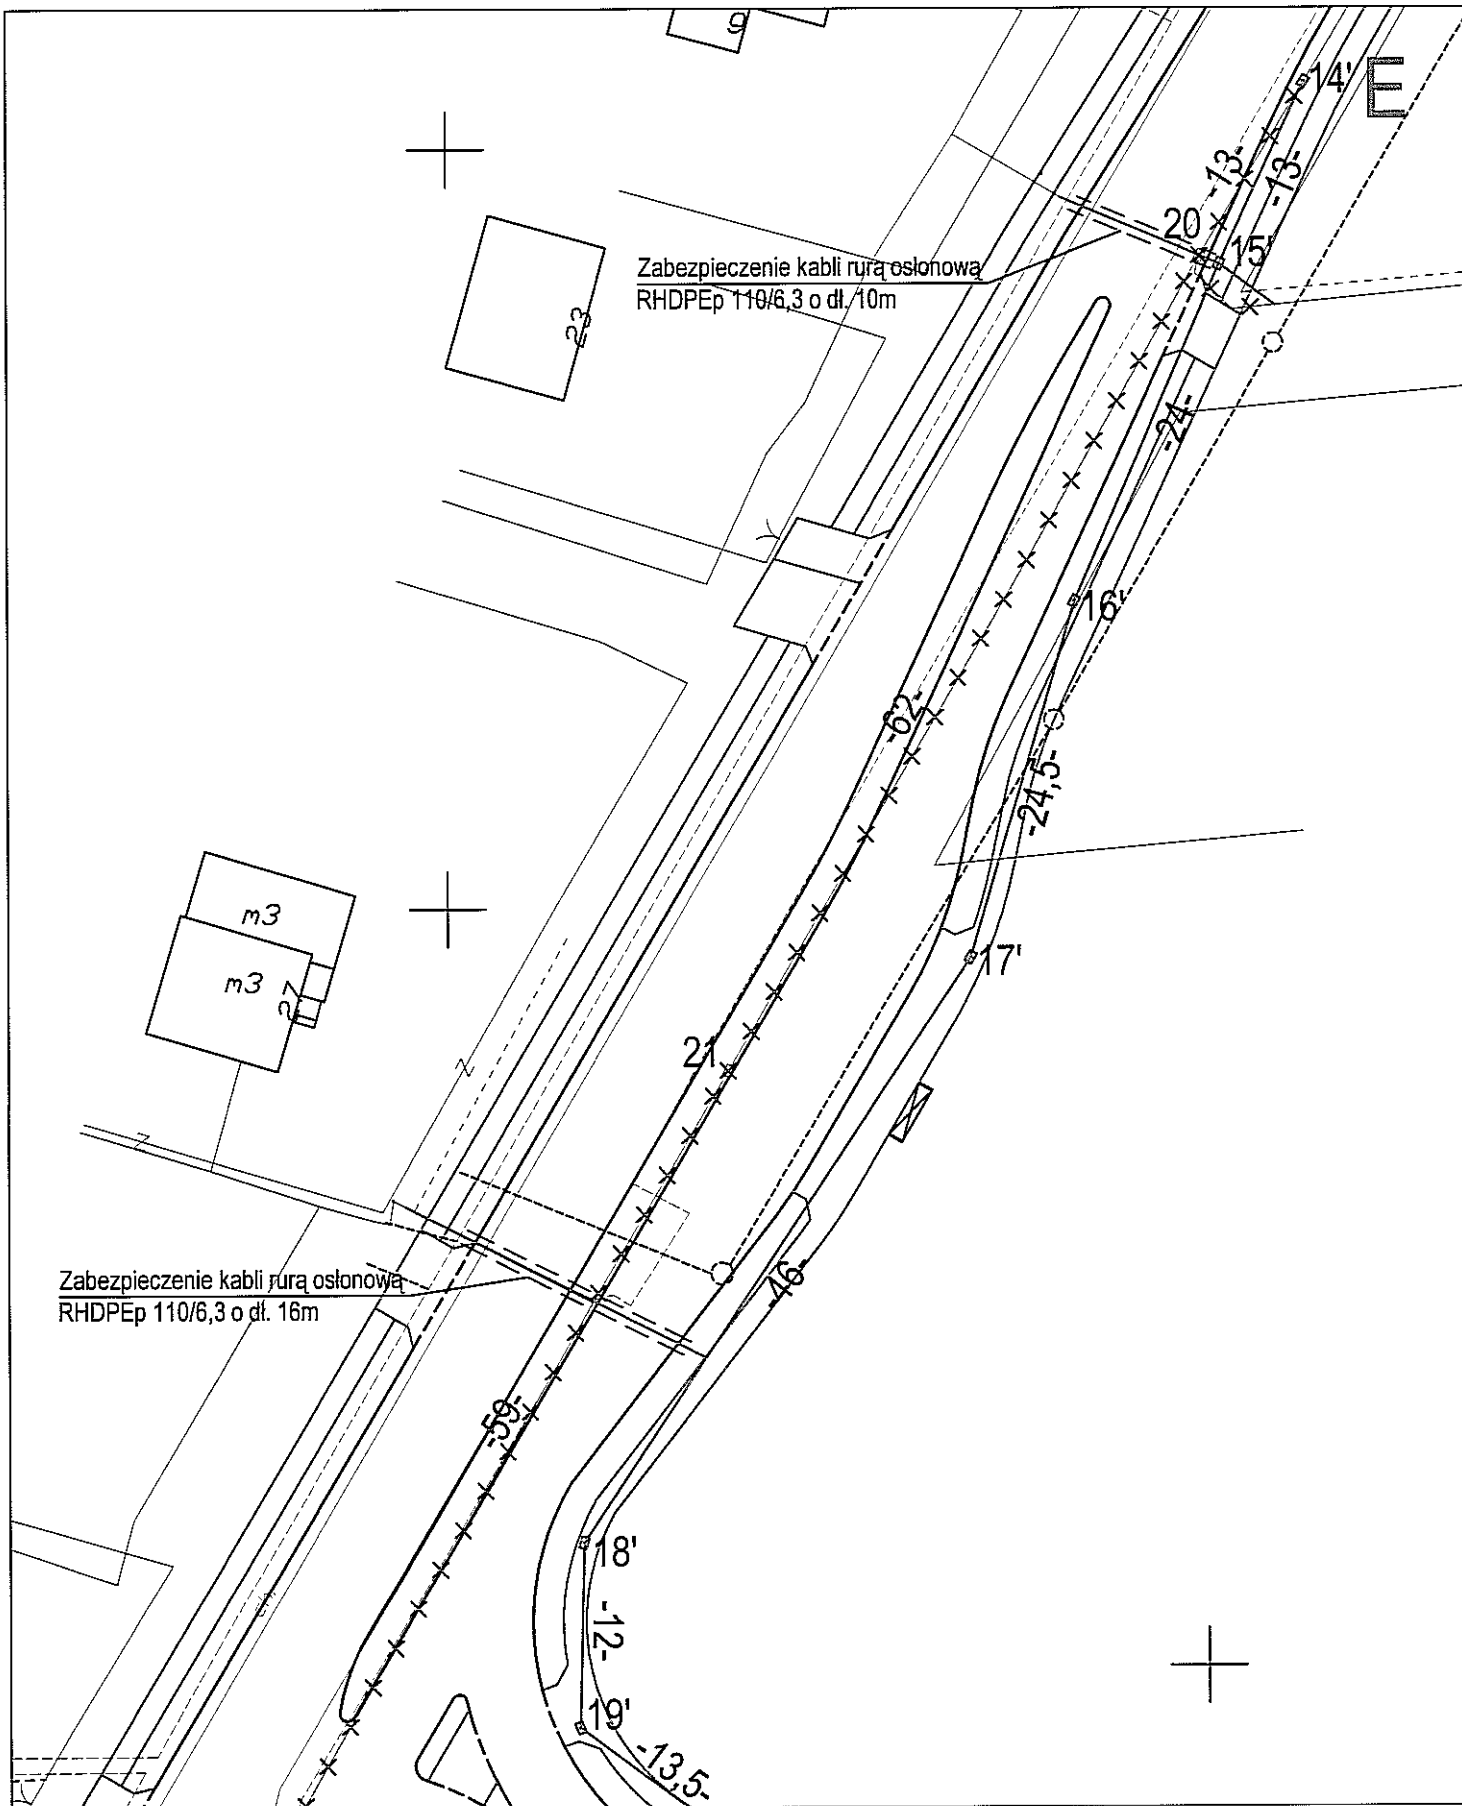 9
14'
E
-13-
-13-
20
15'
Zabezpieczenie kabli rurą osłonową
RHDPEp 110/6,3 o dł. 10m
23
-24-
16'
-62-
-24,5-
m3
m3
27
17'
21
Zabezpieczenie kabli rurą osłonową
RHDPEp 110/6,3 o dł. 16m
-46-
-59-
18'
-12-
19'
-13,5-